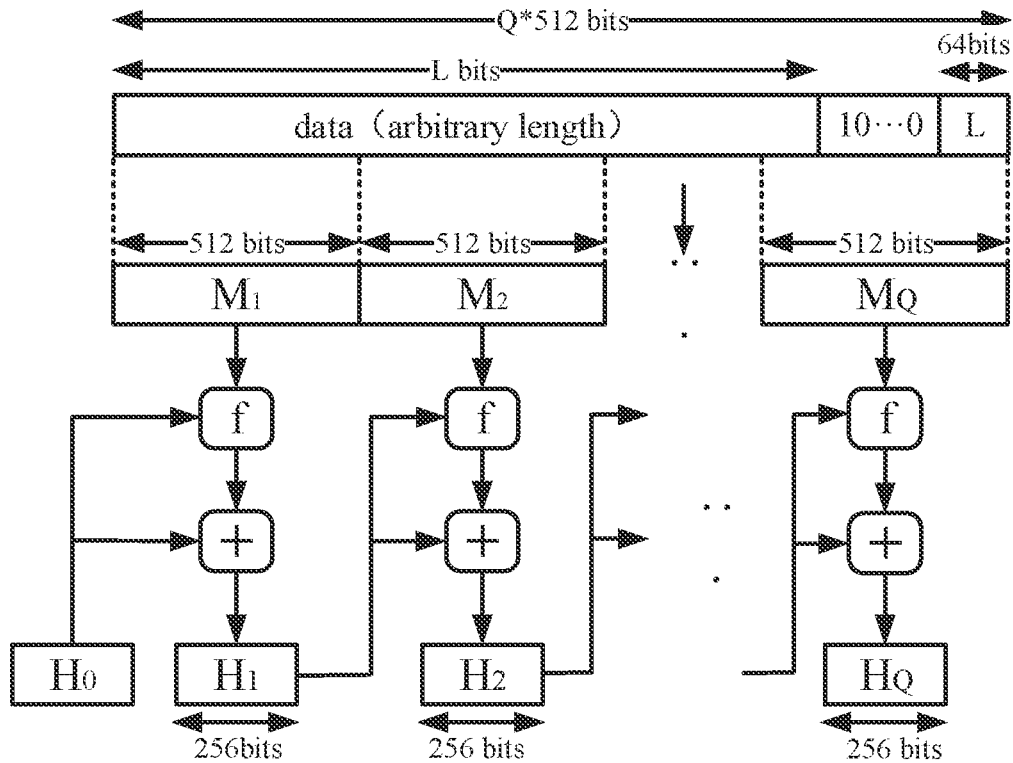 Q*512 bits
64bits
L bits
data（arbitrary length）
10···0
L
512 bits
512 bits
512 bits
M1
M2
MQ
f
f
f
+
+
+
H0
H1
H2
HQ
256bits
256 bits
256 bits